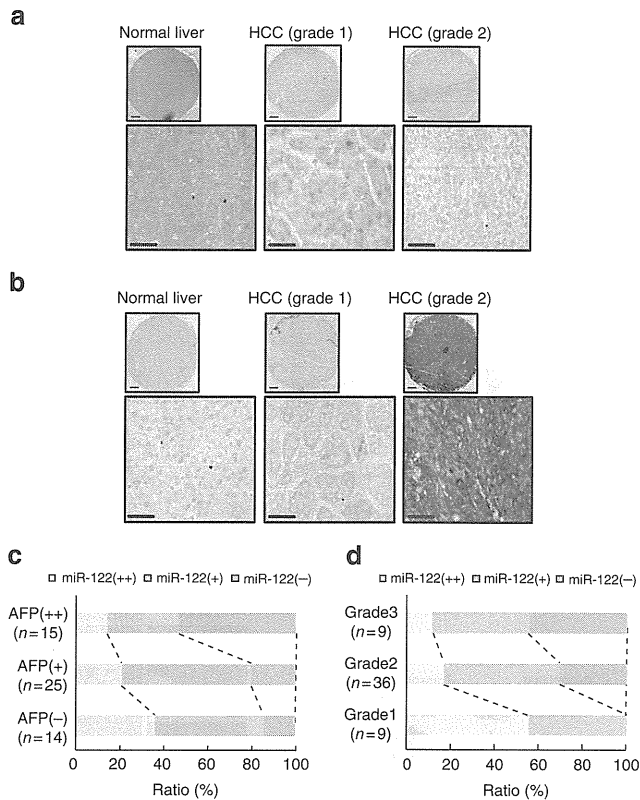 a
Normal liver HCC (grade 1) HCC (grade 2)
b
Normal liver HCC (grade 1) HCC (grade 2)
c
miR-122(++) miR-122(+) miR-122(–)
AFP(++)
(n=15)
AFP(+)
(n=25)
AFP(–)
(n=14)
0 20 40 60 80 100
Ratio (%)
d
miR-122(++) miR-122(+) miR-122(–)
Grade3
(n=9)
Grade2
(n=36)
Grade1
(n=9)
0 20 40 60 80 100
Ratio (%)